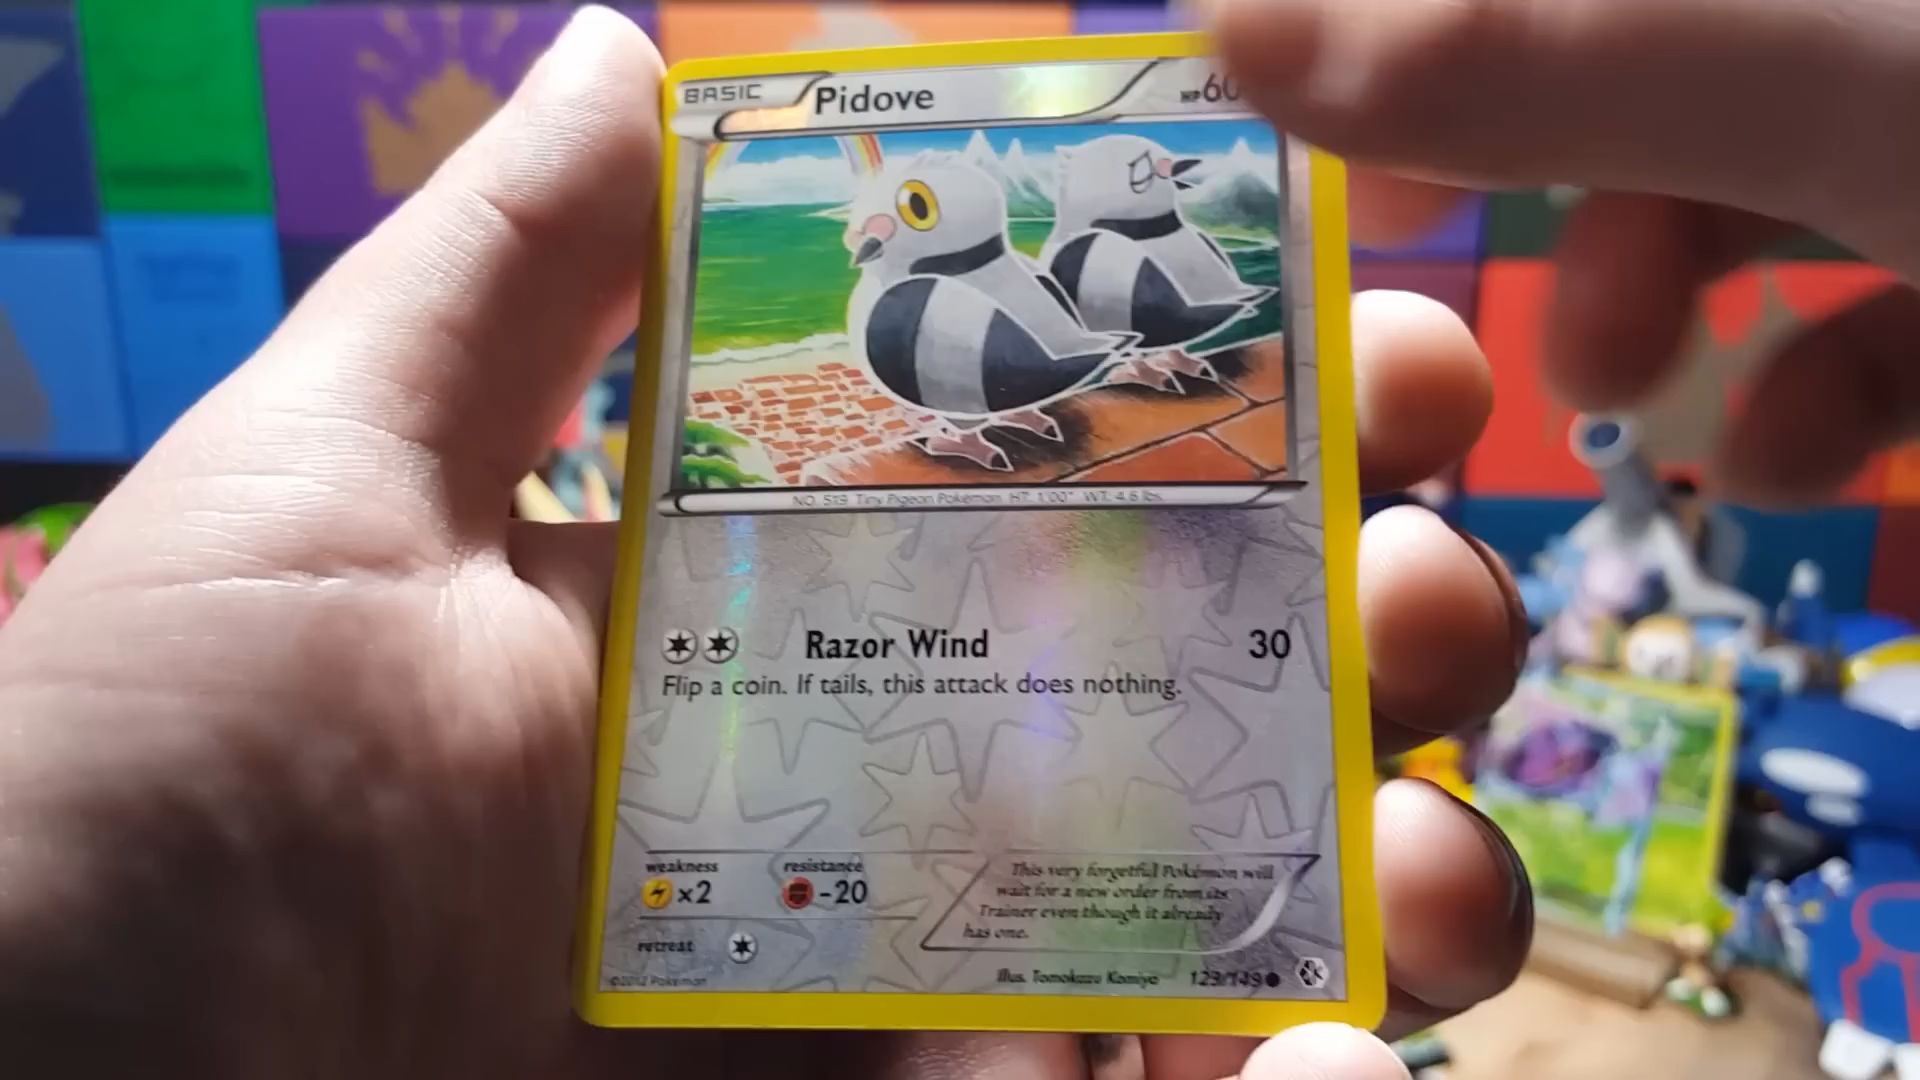 BASIC Pidove HP60
NO. 519 Tiny Pigeon Pokémon HT: 1'00" WT: 4.6 lbs.
Razor Wind 30
Flip a coin. If tails, this attack does nothing.
weakness resistance
×2 -20
This very forgetful Pokémon will
wait for a new order from its
Trainer even though it already
has one.
retreat
©2012 Pokémon Illus. Tomokazu Komiya 123/149